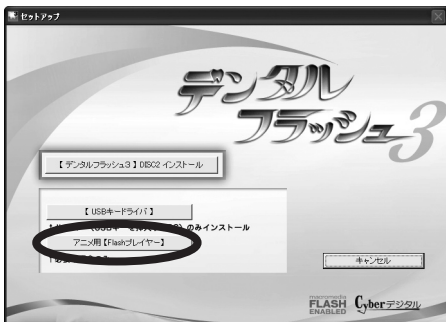 セットアップ
デンタル
フラッシュ3
【 デンタルフラッシュ3 】DISC2 インストール
【 USBキードライバ 】
のみインストール
アニメ用【Flashプレイヤー】
キャンセル
macromedia
FLASH
ENABLED
Cyberデジタル